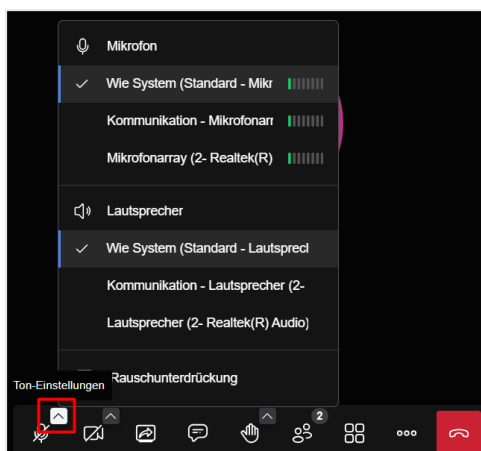 Mikrofon
Wie System (Standard - Mikr
Kommunikation - Mikrofonarr
Mikrofonarray (2- Realtek(R)
Lautsprecher
Wie System (Standard - Lautsprecl
Kommunikation - Lautsprecher (2-
Lautsprecher (2- Realtek(R) Audio)
Rauschunterdrückung
Ton-Einstellungen
2